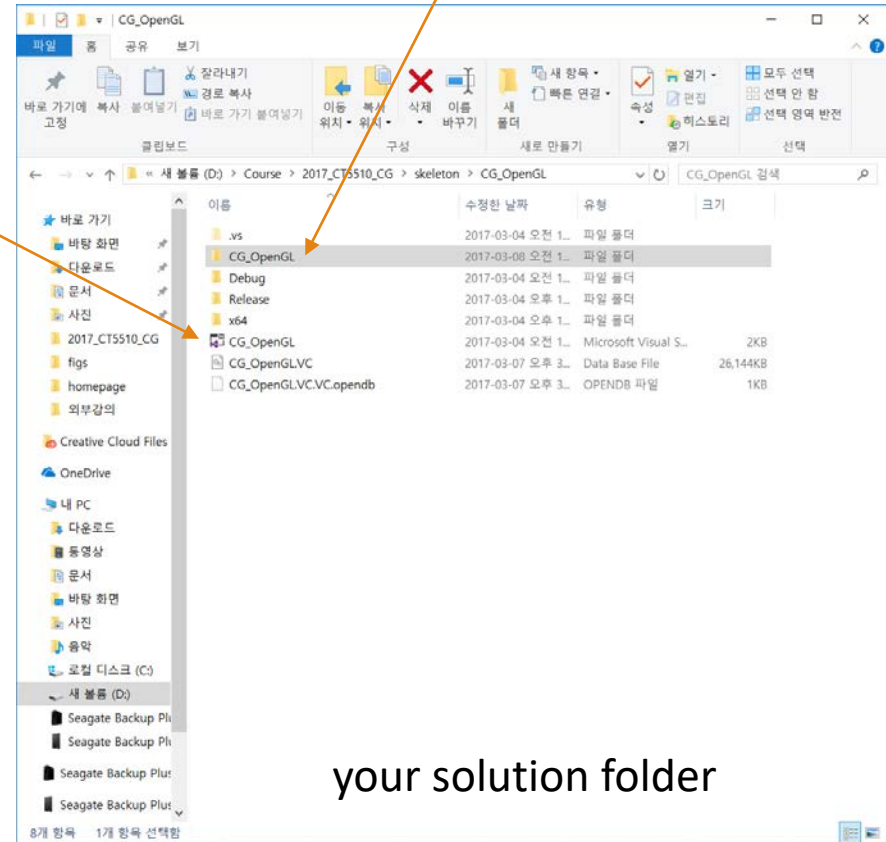 CG_OpenGL
파일 홈 공유 보기
바로 가기에 고정
복사
붙여넣기
잘라내기
경로 복사
바로 가기 붙여넣기
클립보드
이동 위치
복사 위치
삭제
이름 바꾸기
구성
새 폴더
새 항목
빠른 연결
새로 만들기
속성
열기
편집
히스토리
열기
모두 선택
선택 안 함
선택 영역 반전
선택
« 새 볼륨 (D:) > Course > 2017_CT5510_CG > skeleton > CG_OpenGL
CG_OpenGL 검색
이름 수정한 날짜 유형 크기
.vs 2017-03-04 오전 1... 파일 폴더
CG_OpenGL 2017-03-08 오전 1... 파일 폴더
Debug 2017-03-04 오전 1... 파일 폴더
Release 2017-03-04 오후 1... 파일 폴더
x64 2017-03-04 오후 1... 파일 폴더
CG_OpenGL 2017-03-04 오전 1... Microsoft Visual S... 2KB
CG_OpenGL.VC 2017-03-07 오후 3... Data Base File 26,144KB
CG_OpenGL.VC.VC.opendb 2017-03-07 오후 3... OPENDB 파일 1KB
바로 가기
바탕 화면
다운로드
문서
사진
2017_CT5510_CG
figs
homepage
외부강의
Creative Cloud Files
OneDrive
내 PC
다운로드
동영상
문서
바탕 화면
사진
음악
로컬 디스크 (C:)
새 볼륨 (D:)
Seagate Backup Plu
Seagate Backup Plu
Seagate Backup Plus
Seagate Backup Plus
your solution folder
8개 항목 1개 항목 선택함